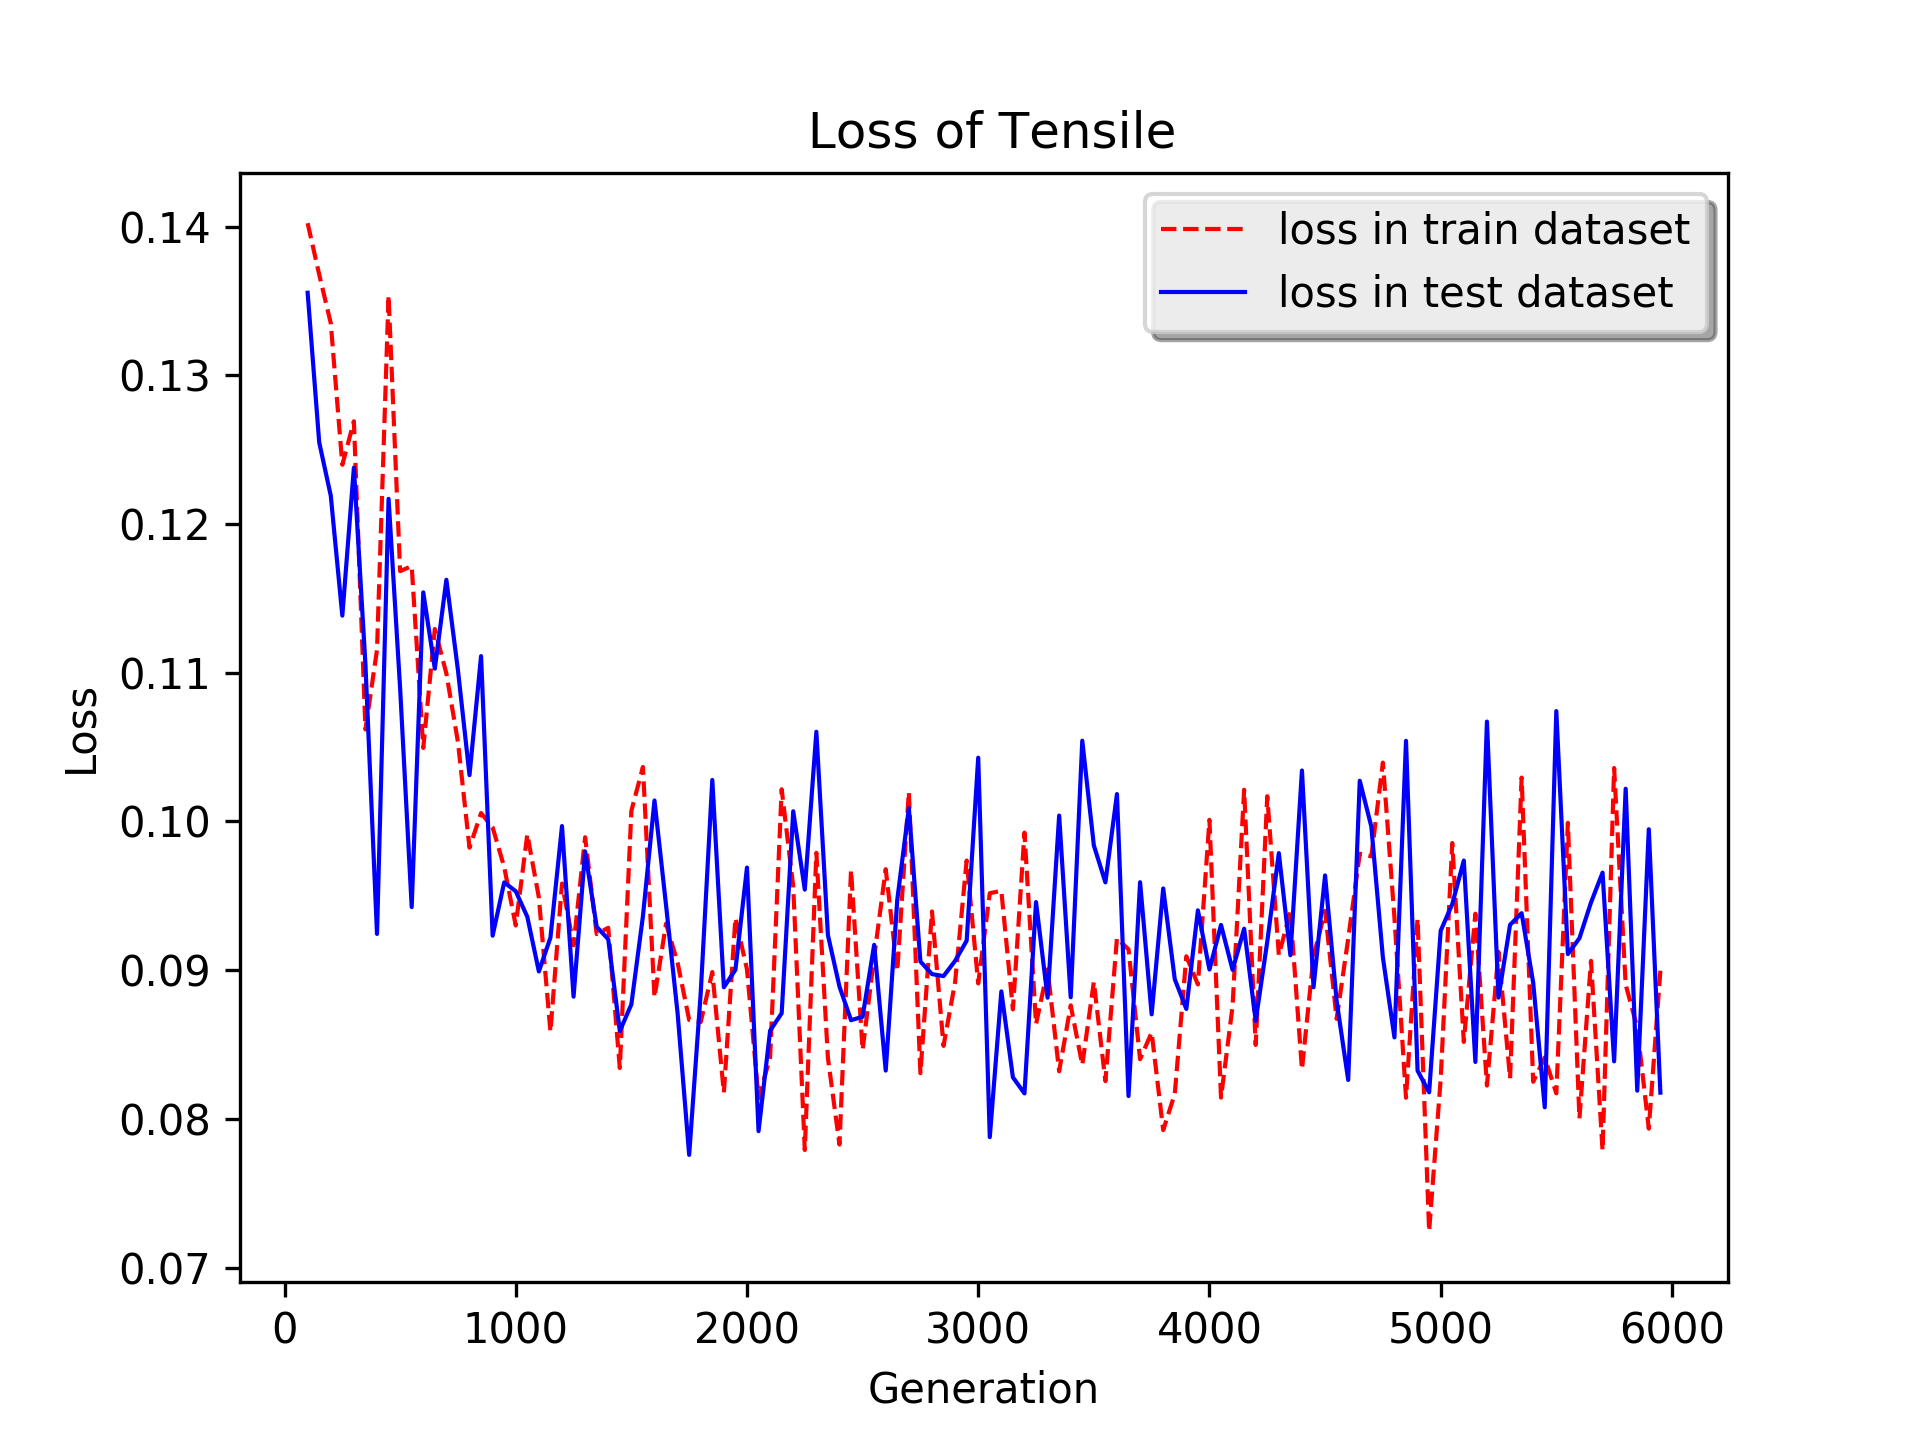 Loss of Tensile
loss in train dataset
loss in test dataset
0.14
0.13
0.12
0.11
0.10
0.09
0.08
0.07
Loss
0 1000 2000 3000 4000 5000 6000
Generation